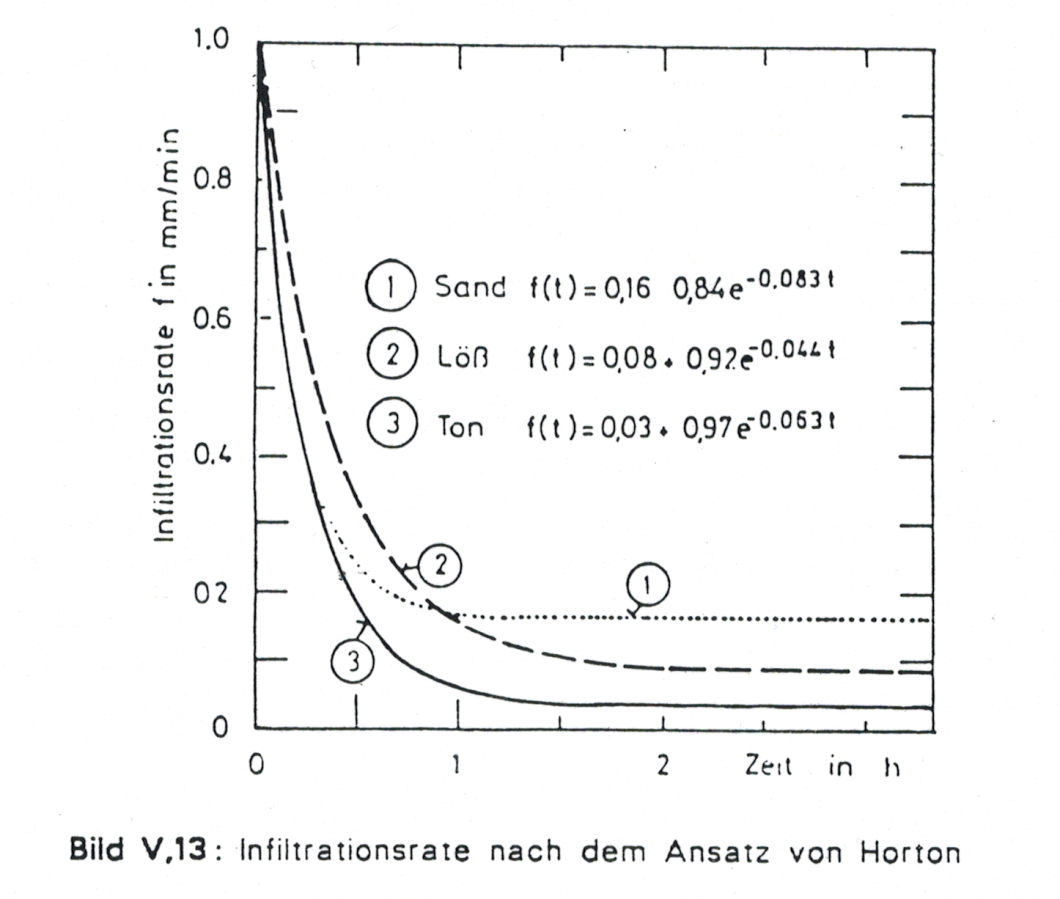 1.0
0.8
0.6
0.4
0 2
0
Infiltrationsrate f in mm/min
1 Sand f(t) = 0,16 0,84e-0.083t
2 Löß f(t) = 0,08 + 0,92e-0.044t
3 Ton f(t) = 0,03 + 0,97e-0.063t
2
1
3
0 1 2 Zeit in h
Bild V,13: Infiltrationsrate nach dem Ansatz von Horton